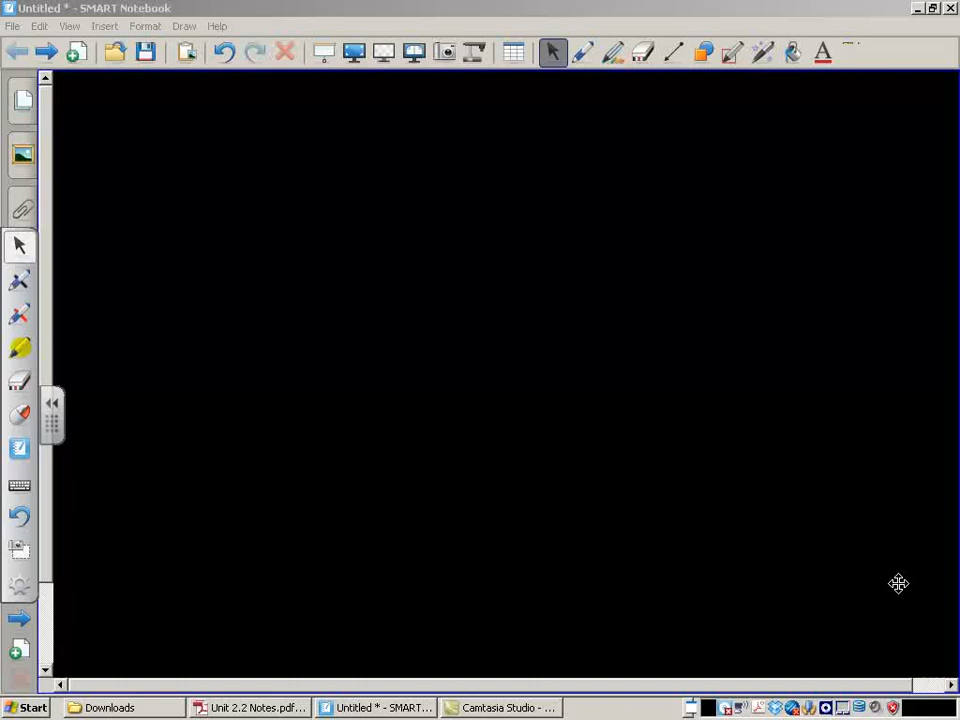 Untitled * - SMART Notebook
File Edit View Insert Format Draw Help
A
Start Downloads Unit 2.2 Notes.pdf... Untitled * - SMART... Camtasia Studio - ...